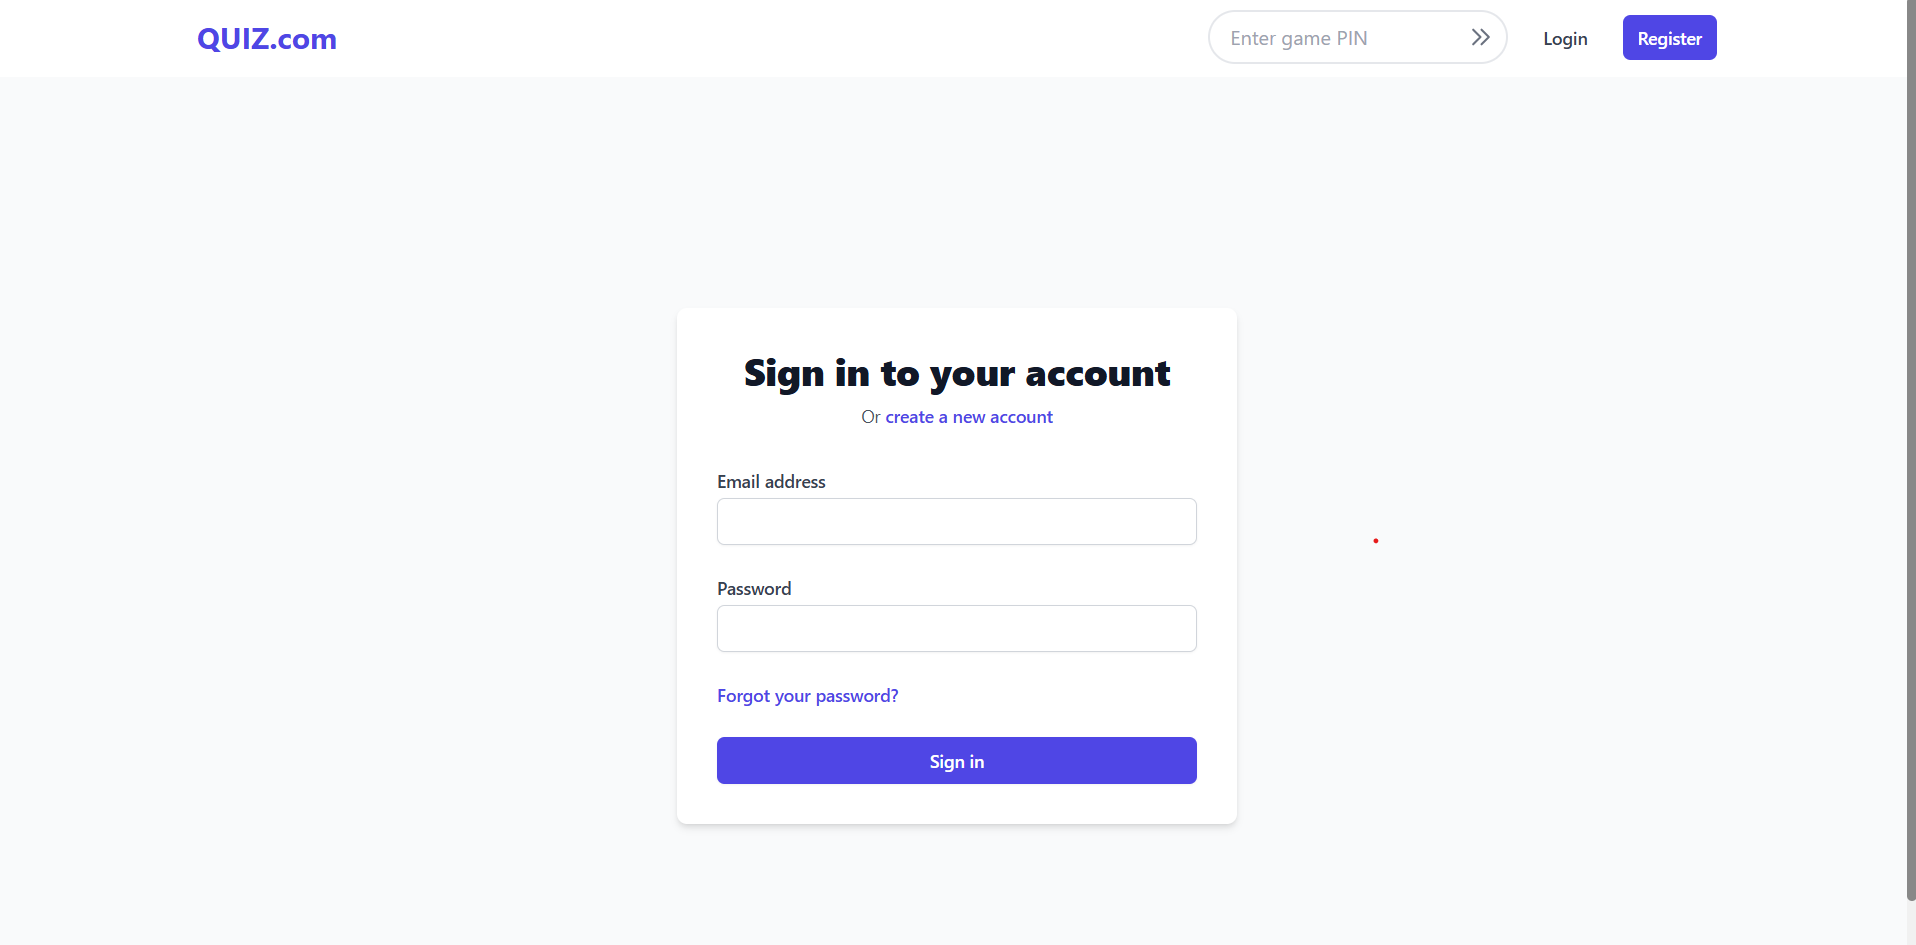 QUIZ.com
Enter game PIN
Login
Register
Sign in to your account
Or create a new account
Email address
Password
Forgot your password?
Sign in